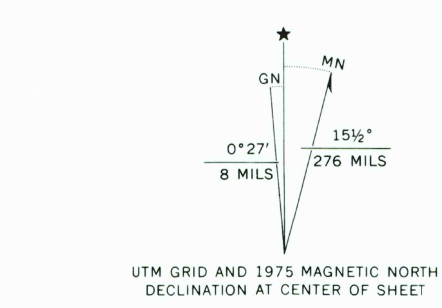 ★
MN
GN
0°27'
8 MILS
15½°
276 MILS
UTM GRID AND 1975 MAGNETIC NORTH
DECLINATION AT CENTER OF SHEET